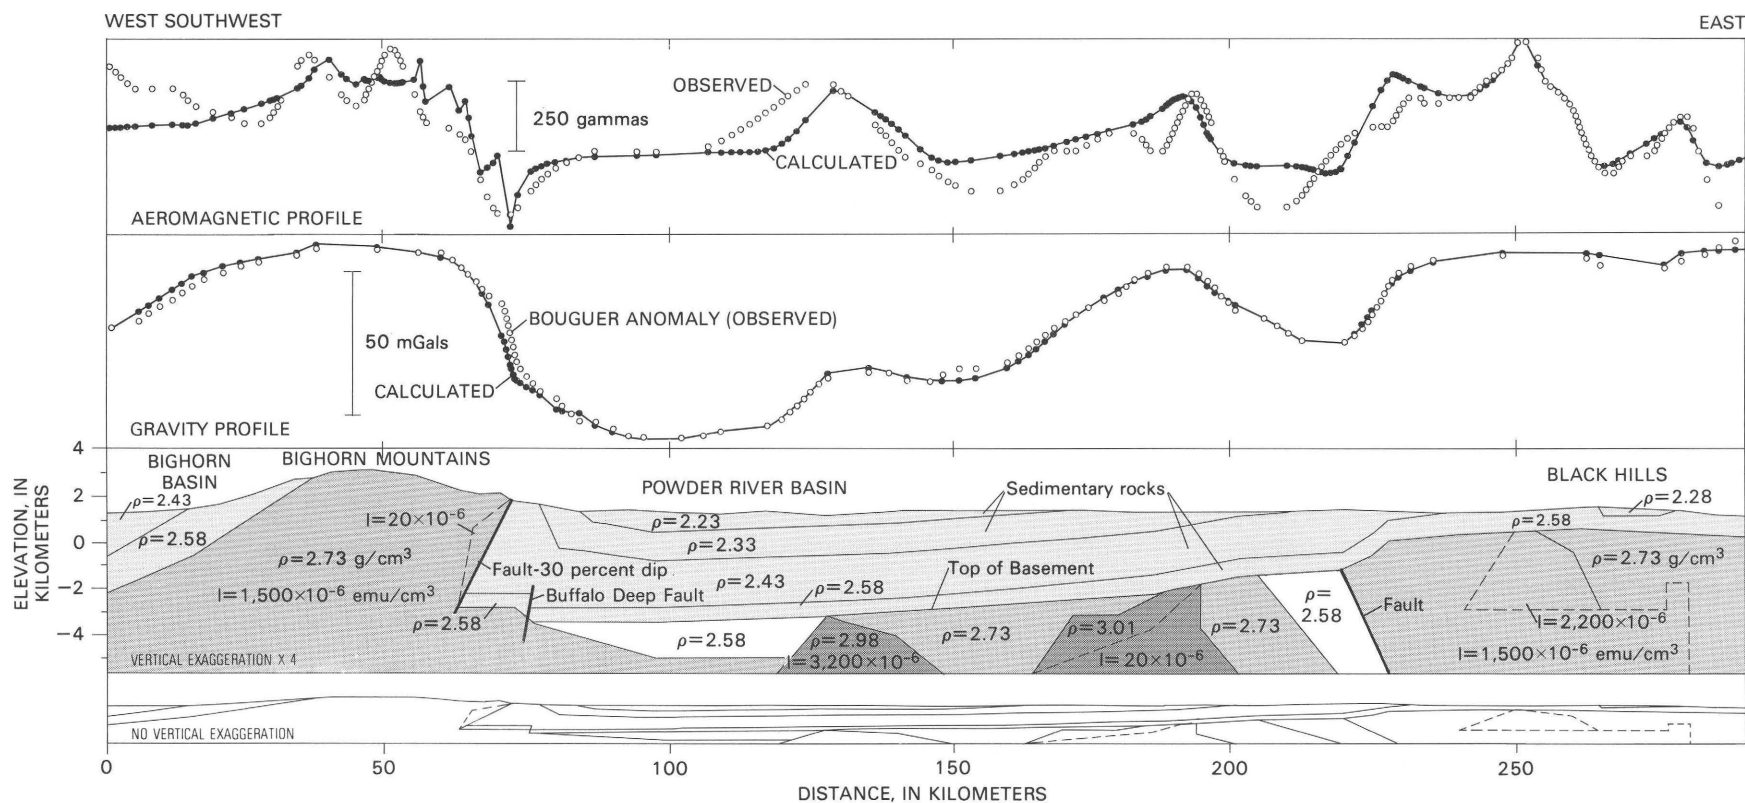 WEST SOUTHWEST
EAST
OBSERVED
250 gammas
CALCULATED
AEROMAGNETIC PROFILE
BOUGUER ANOMALY (OBSERVED)
50 mGals
CALCULATED
GRAVITY PROFILE
ELEVATION, IN
KILOMETERS
4
2
0
−2
−4
BIGHORN
BASIN
BIGHORN MOUNTAINS
POWDER RIVER BASIN
Sedimentary rocks
BLACK HILLS
ρ=2.43
ρ=2.58
I=20×10⁻⁶
ρ=2.73 g/cm³
I=1,500×10⁻⁶ emu/cm³
ρ=2.23
ρ=2.33
Fault-30 percent dip
ρ=2.43
ρ=2.58
Buffalo Deep Fault
ρ=2.58
Top of Basement
ρ=2.58
ρ=2.98
I=3,200×10⁻⁶
ρ=2.73
ρ=3.01
I=20×10⁻⁶
ρ=2.73
ρ=
2.58
Fault
ρ=2.28
ρ=2.58
ρ=2.73 g/cm³
I=2,200×10⁻⁶
I=1,500×10⁻⁶ emu/cm³
VERTICAL EXAGGERATION X 4
NO VERTICAL EXAGGERATION
0
50
100
150
200
250
DISTANCE, IN KILOMETERS